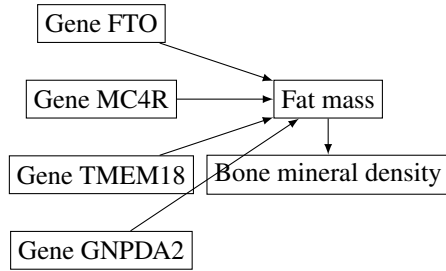 Gene FTO
Gene MC4R
Fat mass
Gene TMEM18
Bone mineral density
Gene GNPDA2